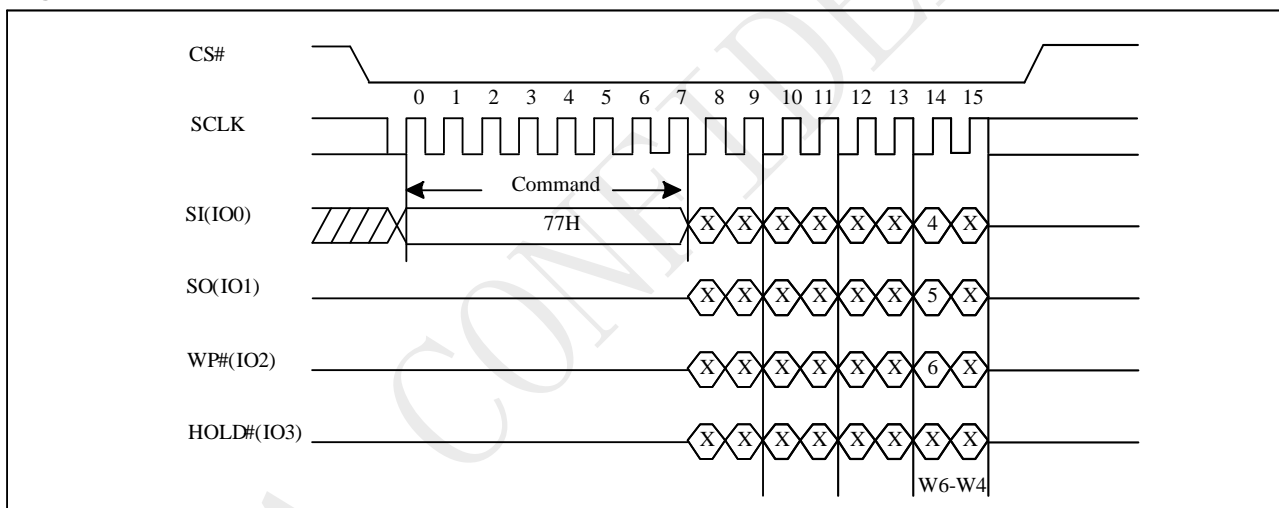 CS#
0 1 2 3 4 5 6 7 8 9 10 11 12 13 14 15
SCLK
Command
SI(IO0)
77H X X X X X X 4 X
SO(IO1)
X X X X X X 5 X
WP#(IO2)
X X X X X X 6 X
HOLD#(IO3)
X X X X X X X X
W6-W4